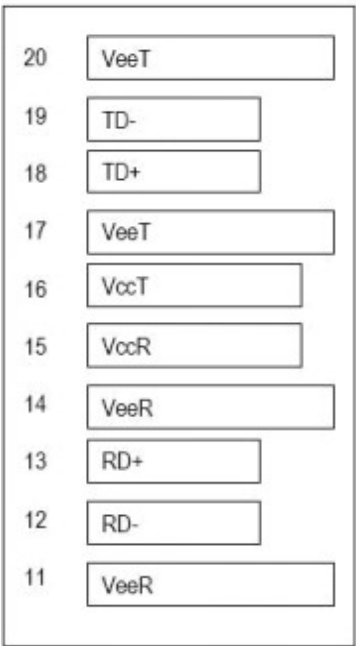 20 VeeT
19 TD-
18 TD+
17 VeeT
16 VccT
15 VccR
14 VeeR
13 RD+
12 RD-
11 VeeR